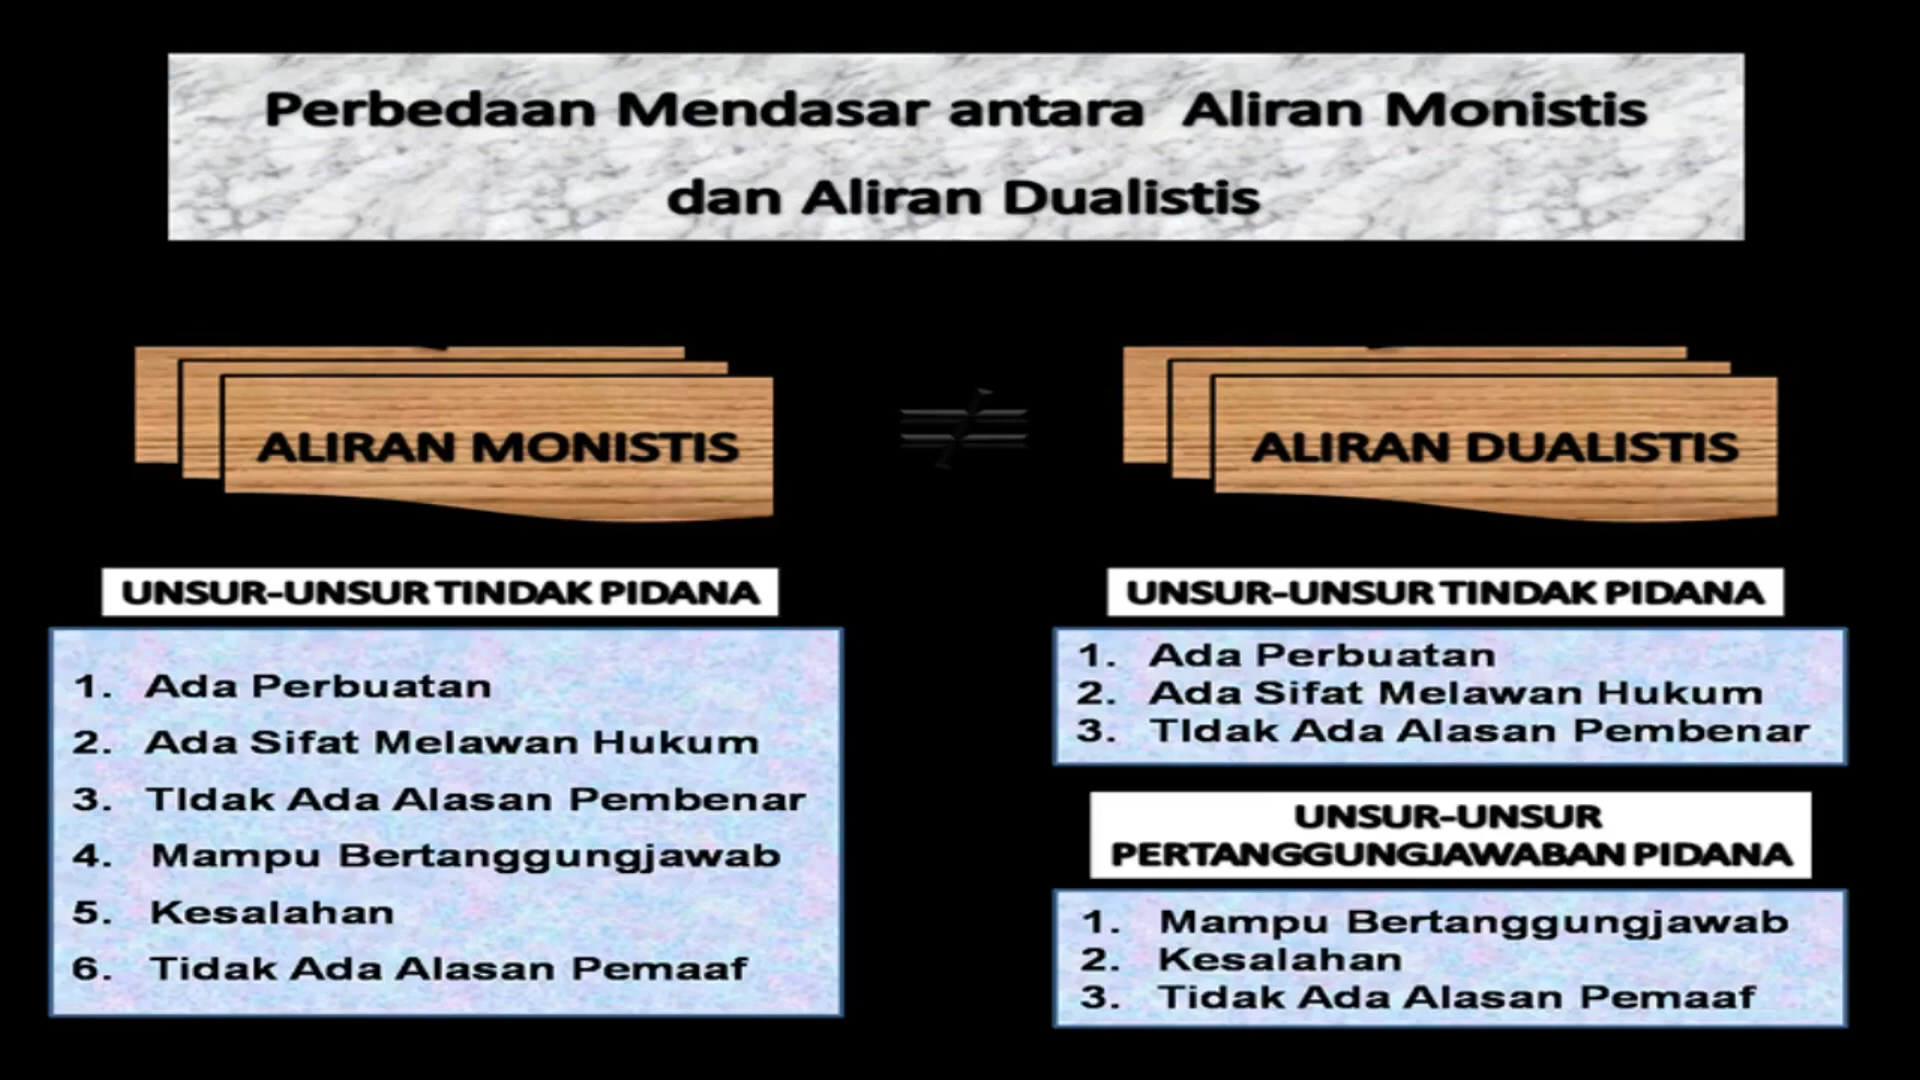 Perbedaan Mendasar antara Aliran Monistis
dan Aliran Dualistis
ALIRAN MONISTIS
≠
ALIRAN DUALISTIS
UNSUR-UNSUR TINDAK PIDANA
1. Ada Perbuatan
2. Ada Sifat Melawan Hukum
3. TIdak Ada Alasan Pembenar
4. Mampu Bertanggungjawab
5. Kesalahan
6. Tidak Ada Alasan Pemaaf
UNSUR-UNSUR TINDAK PIDANA
1. Ada Perbuatan
2. Ada Sifat Melawan Hukum
3. TIdak Ada Alasan Pembenar
UNSUR-UNSUR
PERTANGGUNGJAWABAN PIDANA
1. Mampu Bertanggungjawab
2. Kesalahan
3. Tidak Ada Alasan Pemaaf